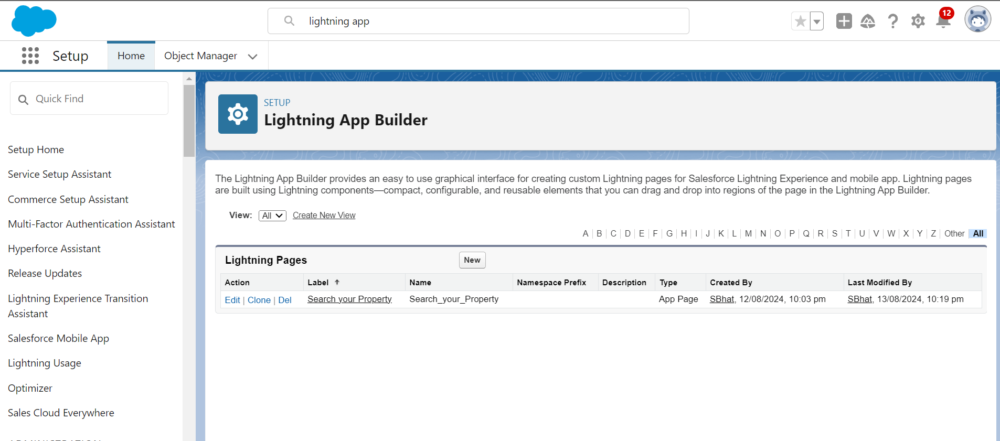 lightning app
12
Setup
Home
Object Manager
Quick Find
Setup Home
Service Setup Assistant
Commerce Setup Assistant
Multi-Factor Authentication Assistant
Hyperforce Assistant
Release Updates
Lightning Experience Transition
Assistant
Salesforce Mobile App
Lightning Usage
Optimizer
Sales Cloud Everywhere
ADMINISTRATION
SETUP
Lightning App Builder
The Lightning App Builder provides an easy to use graphical interface for creating custom Lightning pages for Salesforce Lightning Experience and mobile app. Lightning pages
are built using Lightning components—compact, configurable, and reusable elements that you can drag and drop into regions of the page in the Lightning App Builder.
View: All Create New View
A | B | C | D | E | F | G | H | I | J | K | L | M | N | O | P | Q | R | S | T | U | V | W | X | Y | Z | Other | All
Lightning Pages New
Action Label Name Namespace Prefix Description Type Created By Last Modified By
Edit | Clone | Del Search your Property Search_your_Property App Page SBhat, 12/08/2024, 10:03 pm SBhat, 13/08/2024, 10:19 pm